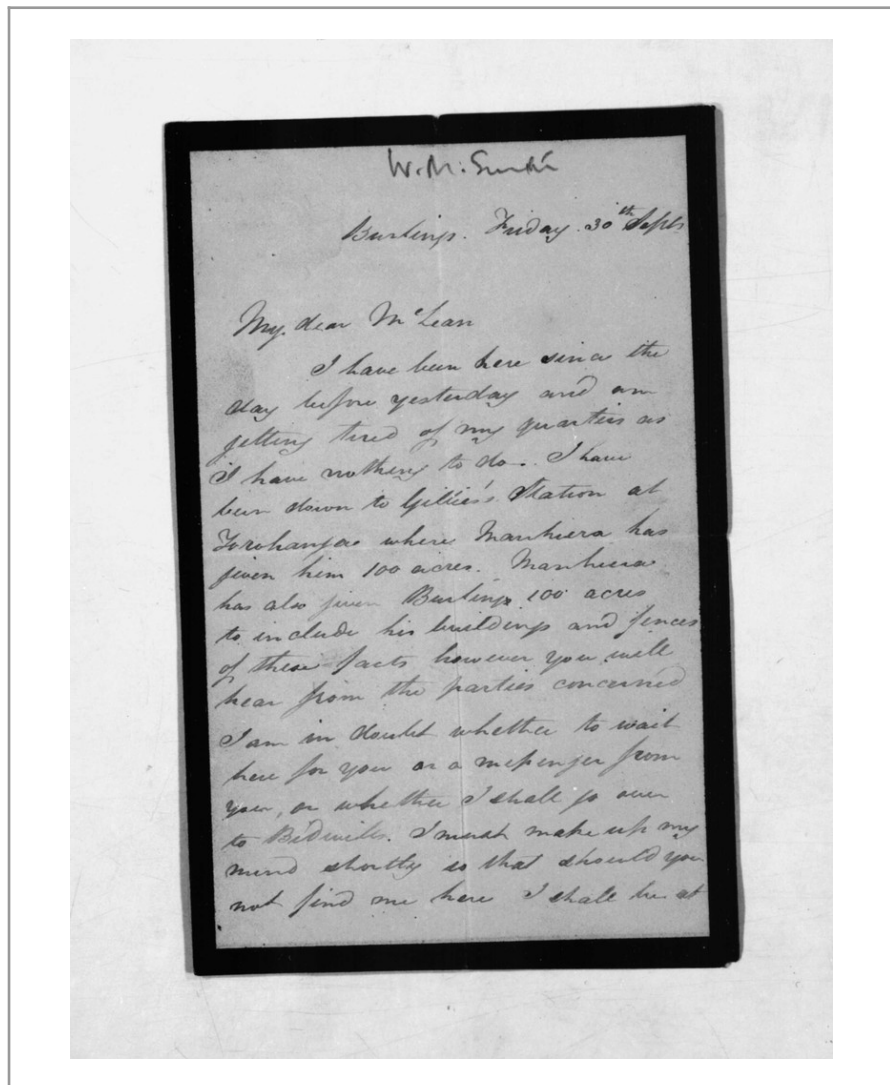 W. M. Smith
Burlings. Friday. 30th Septr
My dear McLean
I have been here since the
day before yesterday and am
getting tired of my quarters as
I have nothing to do. I have
been down to Gillies's Station at
where Manihiera has
given him 100 acres. Manihiera
has also given Burlings 100 acres
to include his buildings and fences
of these facts however you will
hear from the parties concerned
I am in doubt whether to wait
here for you or a messenger from
you, or whether I shall go over
to Bidwills. I must make up my
mind shortly so that should you
not find me here I shall be at